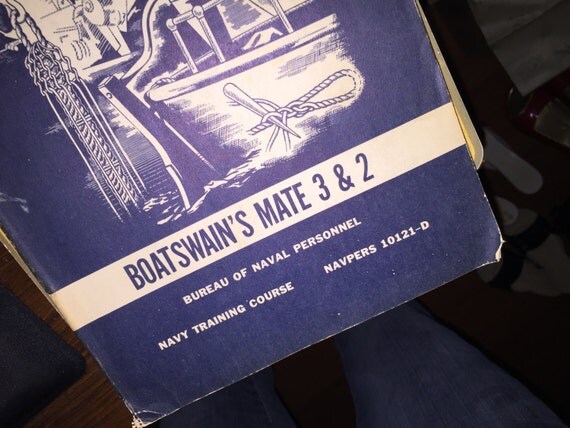 BOATSWAIN'S MATE 3 & 2
BUREAU OF NAVAL PERSONNEL
NAVY TRAINING COURSE NAVPERS 10121-D